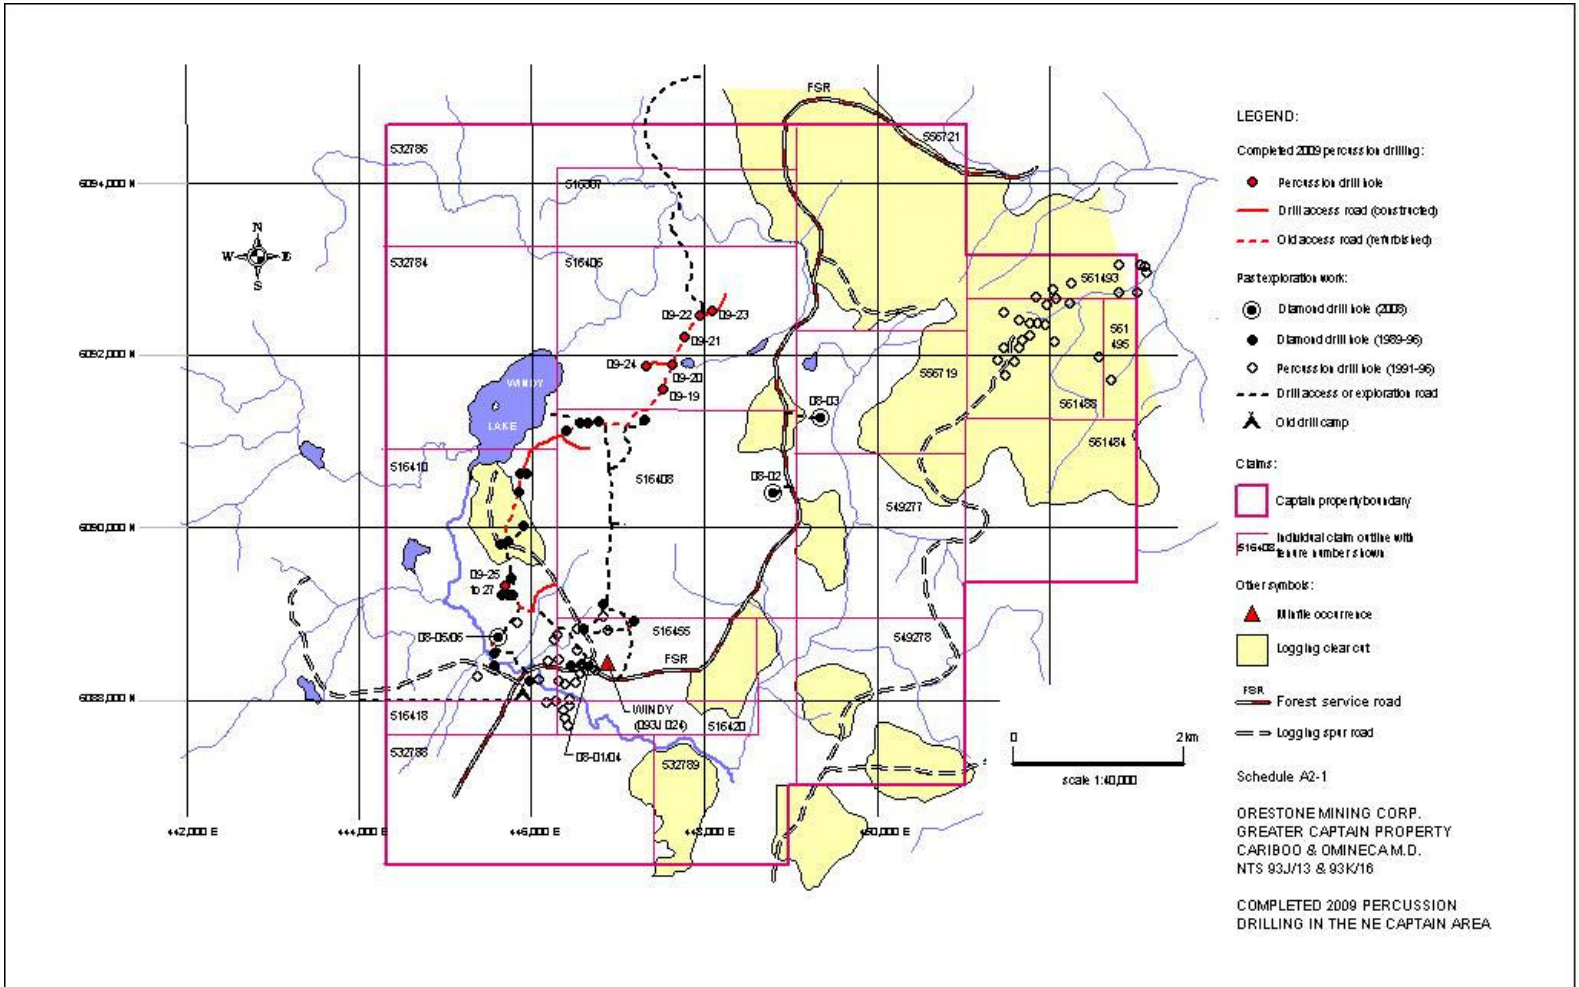 FSR
532786
516387
556721
6094,000 N
N
W
E
S
532784
516406
561493
09-22
09-23
09-21
561
495
6092,000 N
09-24
09-20
556719
09-19
WINDY
LAKE
08-03
561488
561484
516410
516408
08-02
549277
6090,000 N
09-25
to 27
08-05/06
516455
549278
FSR
6088,000 N
516418
WINDY
(093J 024)
516420
532788
08-01/04
532789
0
2 km
scale 1:40,000
442,000 E
444,000 E
446,000 E
448,000 E
450,000 E
LEGEND:
Completed 2009 percussion drilling:
Percussion drill hole
Drill access road (constructed)
Old access road (refurbished)
Past exploration work:
Diamond drill hole (2008)
Diamond drill hole (1989-96)
Percussion drill hole (1991-96)
Drill access or exploration road
Old drill camp
Claims:
Captain property boundary
516408
Individual claim outline with
tenure number shown
Other symbols:
Minfile occurrence
Logging clear cut
FSR
Forest service road
Logging spur road
Schedule A2-1
ORESTONE MINING CORP.
GREATER CAPTAIN PROPERTY
CARIBOO & OMINECA M.D.
NTS 93J/13 & 93K/16
COMPLETED 2009 PERCUSSION
DRILLING IN THE NE CAPTAIN AREA